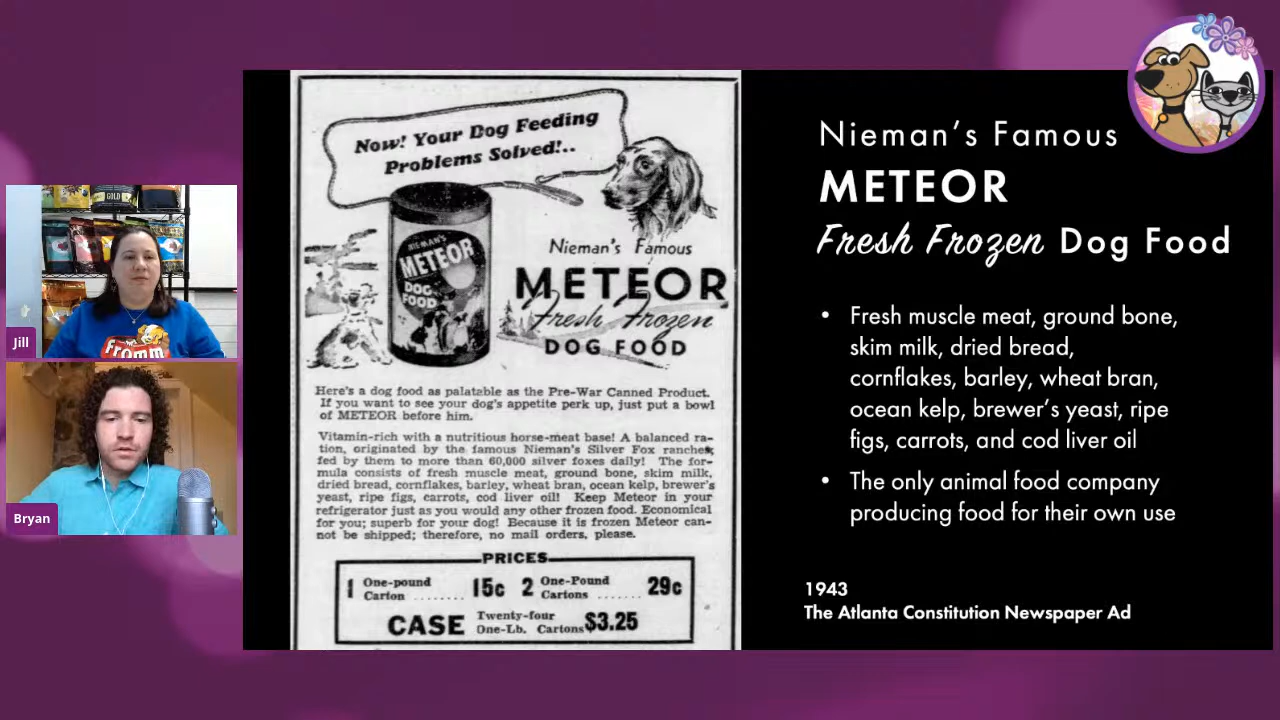 Now! Your Dog Feeding
Problems Solved!..
NIEMAN'S
METEOR
DOG
FOOD
Nieman's Famous
METEOR
Fresh Frozen
DOG FOOD
Here's a dog food as palatable as the Pre-War Canned Product.
If you want to see your dog's appetite perk up, just put a bowl
of METEOR before him.
Vitamin-rich with a nutritious horse-meat base! A balanced ra-
tion, originated by the famous Nieman's Silver Fox ranches,
fed by them to more than 60,000 silver foxes daily! The for-
mula consists of fresh muscle meat, ground bone, skim milk,
dried bread, cornflakes, barley, wheat bran, ocean kelp, brewer's
yeast, ripe figs, carrots, cod liver oil! Keep Meteor in your
refrigerator just as you would any other frozen food. Economical
for you; superb for your dog! Because it is frozen Meteor can-
not be shipped; therefore, no mail orders, please.
PRICES
1 One-pound Carton ........ 15c 2 One-Pound Cartons ....... 29c
CASE Twenty-four One-Lb. Cartons $3.25
Nieman's Famous
METEOR
Fresh Frozen Dog Food
• Fresh muscle meat, ground bone,
skim milk, dried bread,
cornflakes, barley, wheat bran,
ocean kelp, brewer's yeast, ripe
figs, carrots, and cod liver oil
• The only animal food company
producing food for their own use
1943
The Atlanta Constitution Newspaper Ad
GOLD
Fromm
Jill
Bryan